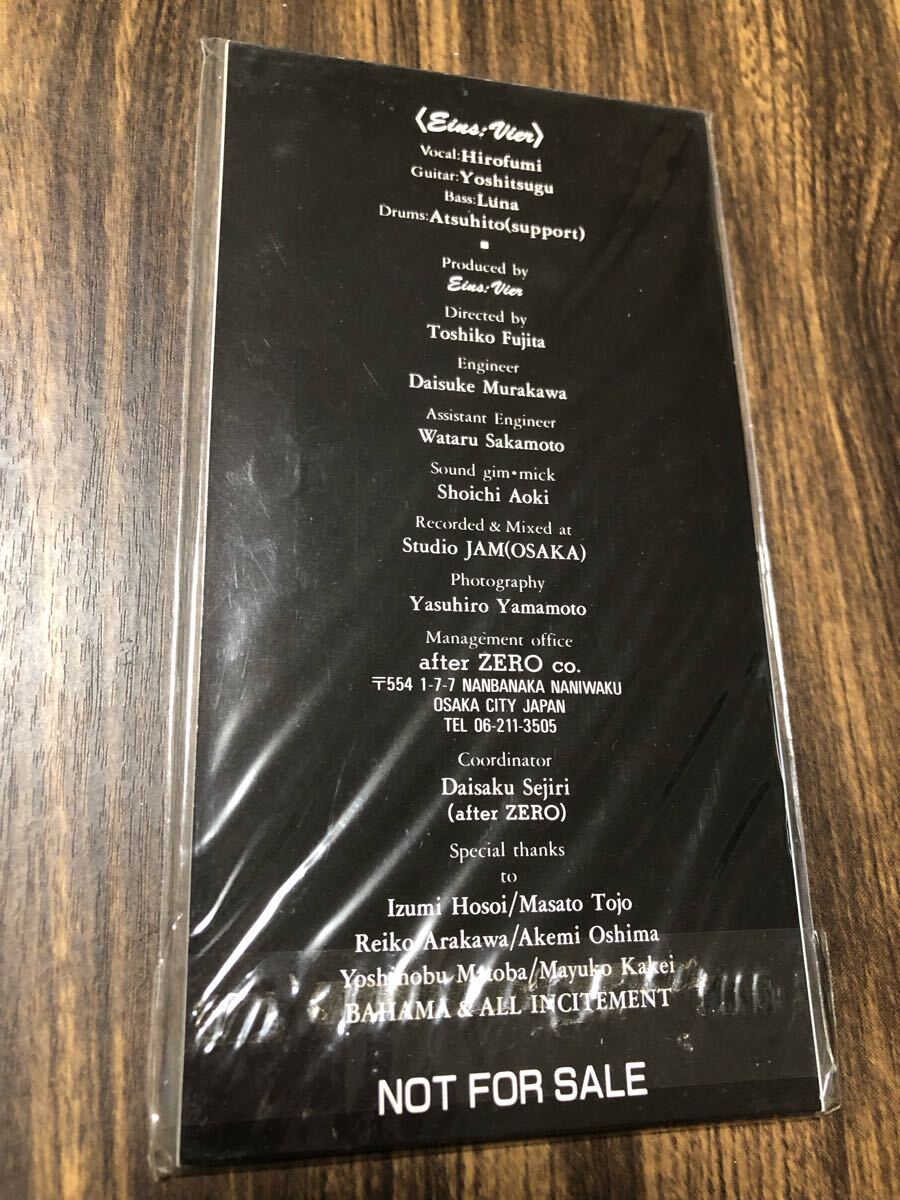 〈Eins:Vier〉
Vocal:Hirofumi
Guitar:Yoshitsugu
Bass:Luna
Drums:Atsuhito(support)
Produced by
Eins:Vier
Directed by
Toshiko Fujita
Engineer
Daisuke Murakawa
Assistant Engineer
Wataru Sakamoto
Sound gim•mick
Shoichi Aoki
Recorded & Mixed at
Studio JAM(OSAKA)
Photography
Yasuhiro Yamamoto
Management office
after ZERO co.
〒554 1-7-7 NANBANAKA NANIWAKU
OSAKA CITY JAPAN
TEL 06-211-3505
Coordinator
Daisaku Sejiri
(after ZERO)
Special thanks
to
Izumi Hosoi/Masato Tojo
Reiko Arakawa/Akemi Oshima
Yoshinobu Matoba/Mayuko Kakei
BAHAMA & ALL INCITEMENT
NOT FOR SALE